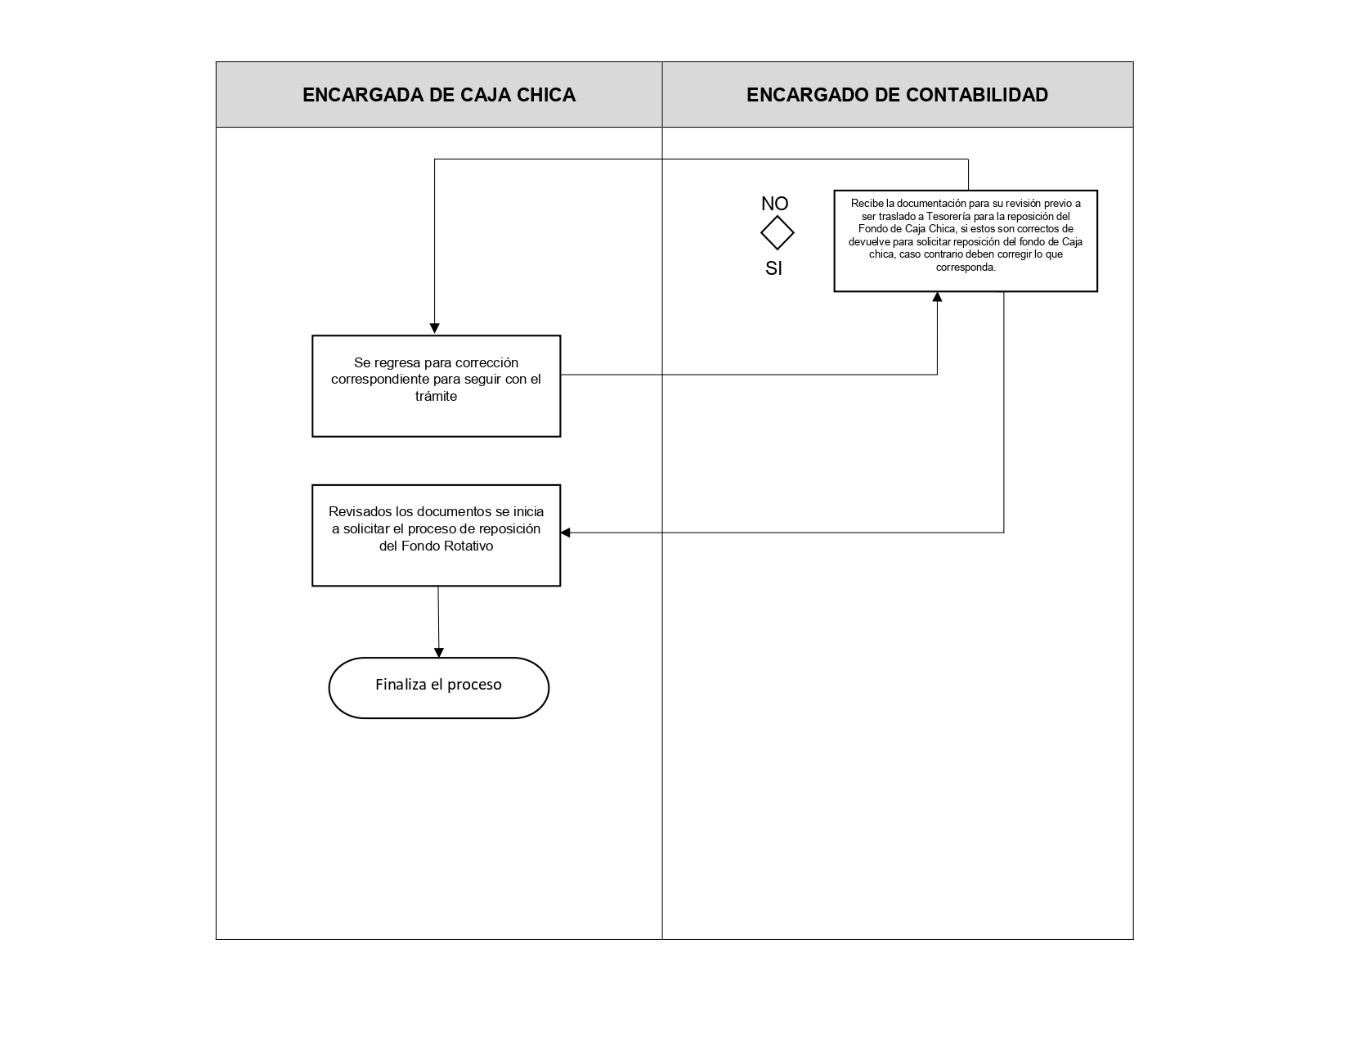 ENCARGADA DE CAJA CHICA
ENCARGADO DE CONTABILIDAD
NO
SI
Recibe la documentación para su revisión previo a
ser traslado a Tesorería para la reposición del
Fondo de Caja Chica, si estos son correctos de
devuelve para solicitar reposición del fondo de Caja
chica, caso contrario deben corregir lo que
corresponda.
Se regresa para corrección
correspondiente para seguir con el
trámite
Revisados los documentos se inicia
a solicitar el proceso de reposición
del Fondo Rotativo
Finaliza el proceso